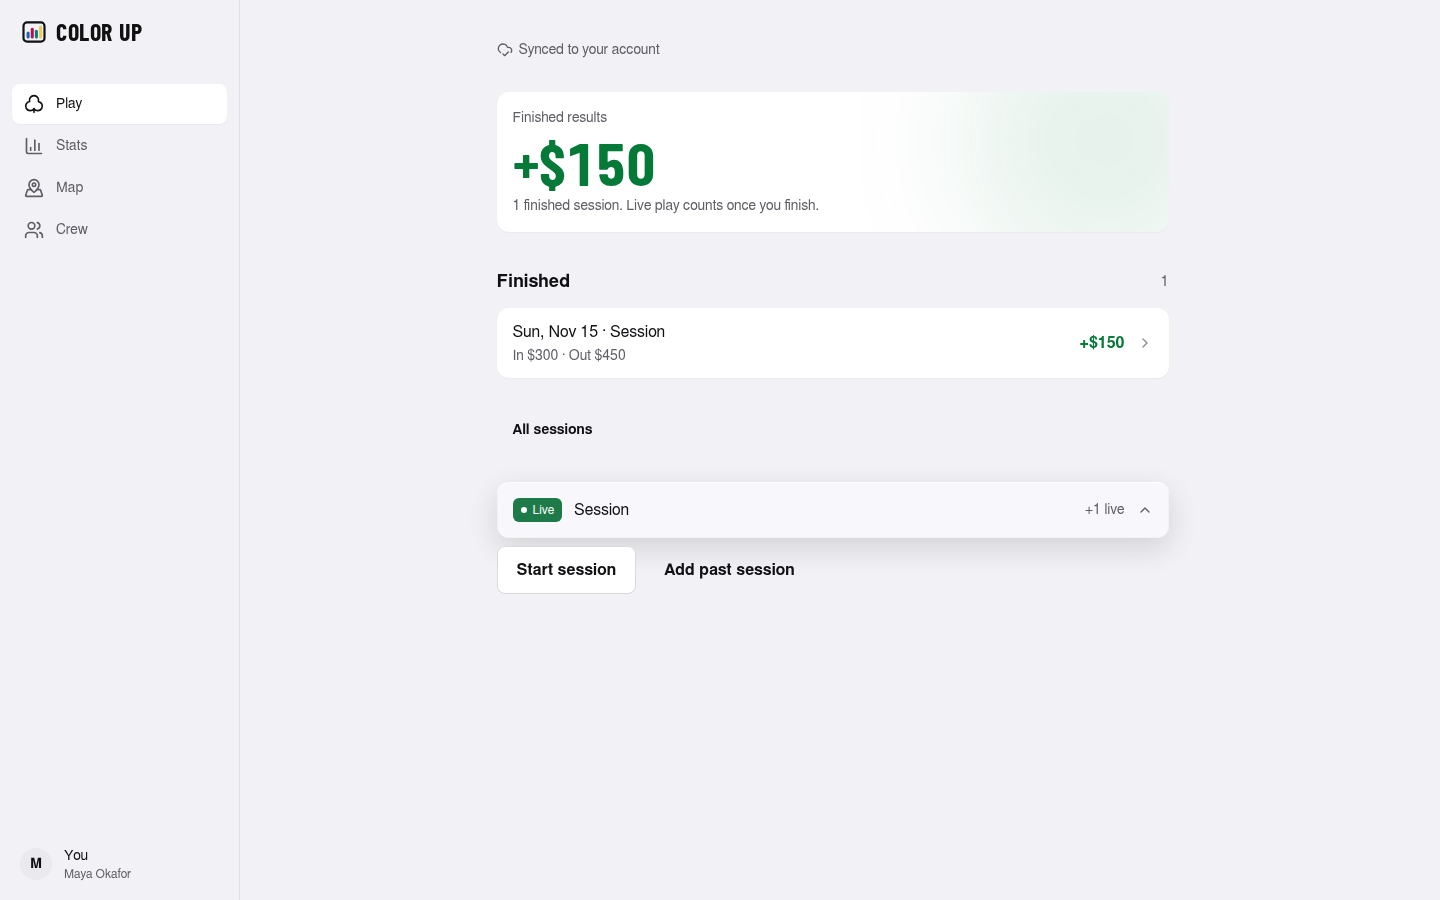 COLOR UP
Play
Stats
Map
Crew
M
You
Maya Okafor
Synced to your account
Finished results
+$150
1 finished session. Live play counts once you finish.
Finished
1
Sun, Nov 15 · Session
In $300 · Out $450
+$150
All sessions
Live
Session
+1 live
Start session
Add past session